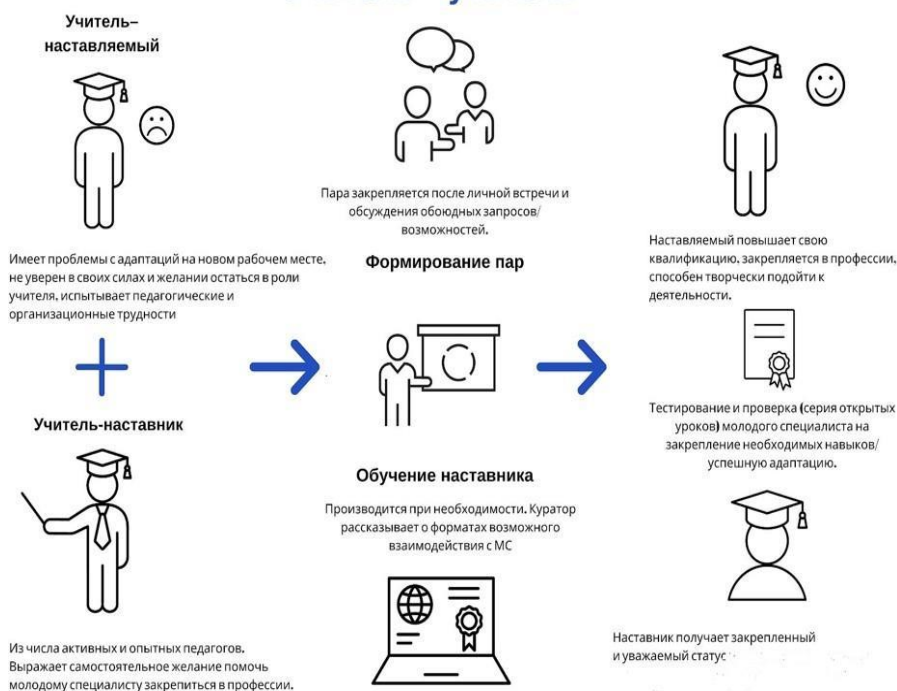 Учитель–
наставляемый
Имеет проблемы с адаптаций на новом рабочем месте,
не уверен в своих силах и желании остаться в роли
учителя, испытывает педагогические и
организационные трудности
Учитель-наставник
Из числа активных и опытных педагогов.
Выражает самостоятельное желание помочь
молодому специалисту закрепиться в профессии.
Пара закрепляется после личной встречи и
обсуждения обоюдных запросов/
возможностей.
Формирование пар
Обучение наставника
Производится при необходимости. Куратор
рассказывает о форматах возможного
взаимодействия с МС
Наставляемый повышает свою
квалификацию, закрепляется в профессии,
способен творчески подойти к
деятельности.
Тестирование и проверка (серия открытых
уроков) молодого специалиста на
закрепление необходимых навыков/
успешную адаптацию.
Наставник получает закрепленный
и уважаемый статус